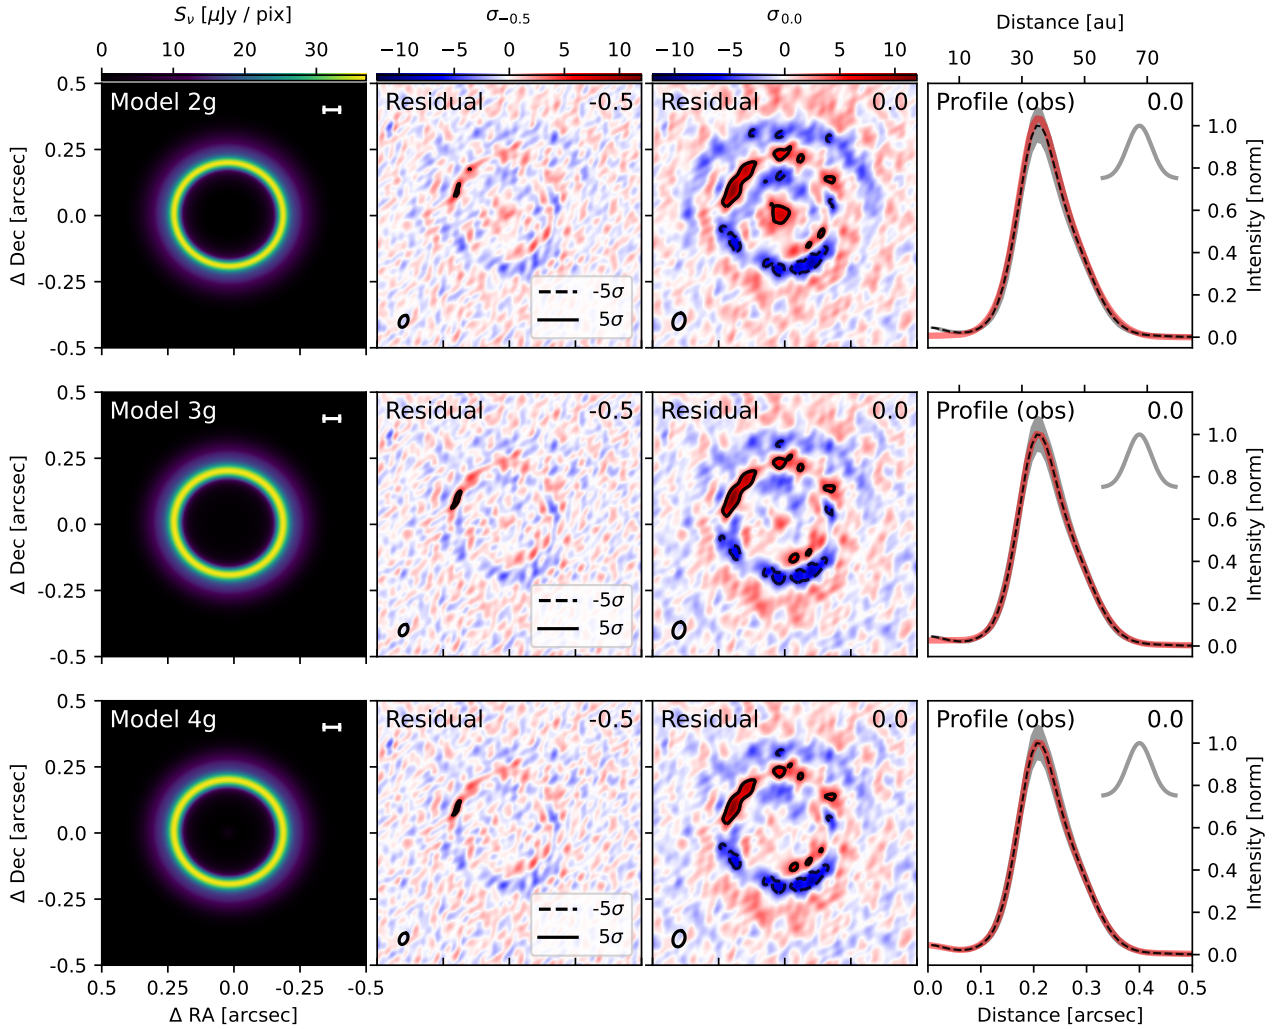 S_ν [μJy / pix]
σ_−0.5
σ_0.0
Distance [au]
0 10 20 30
−10 −5 0 5 10
−10 −5 0 5 10
10 30 50 70
0.5
0.25
0.0
-0.25
-0.5
Δ Dec [arcsec]
Model 2g
Residual -0.5
-5σ
5σ
Residual 0.0
Profile (obs) 0.0
1.0
0.8
0.6
0.4
0.2
0.0
Intensity [norm]
0.5
0.25
0.0
-0.25
-0.5
Δ Dec [arcsec]
Model 3g
Residual -0.5
-5σ
5σ
Residual 0.0
Profile (obs) 0.0
1.0
0.8
0.6
0.4
0.2
0.0
Intensity [norm]
0.5
0.25
0.0
-0.25
-0.5
Δ Dec [arcsec]
Model 4g
Residual -0.5
-5σ
5σ
Residual 0.0
Profile (obs) 0.0
1.0
0.8
0.6
0.4
0.2
0.0
Intensity [norm]
0.5 0.25 0.0 -0.25 -0.5
Δ RA [arcsec]
0.0 0.1 0.2 0.3 0.4 0.5
Distance [arcsec]